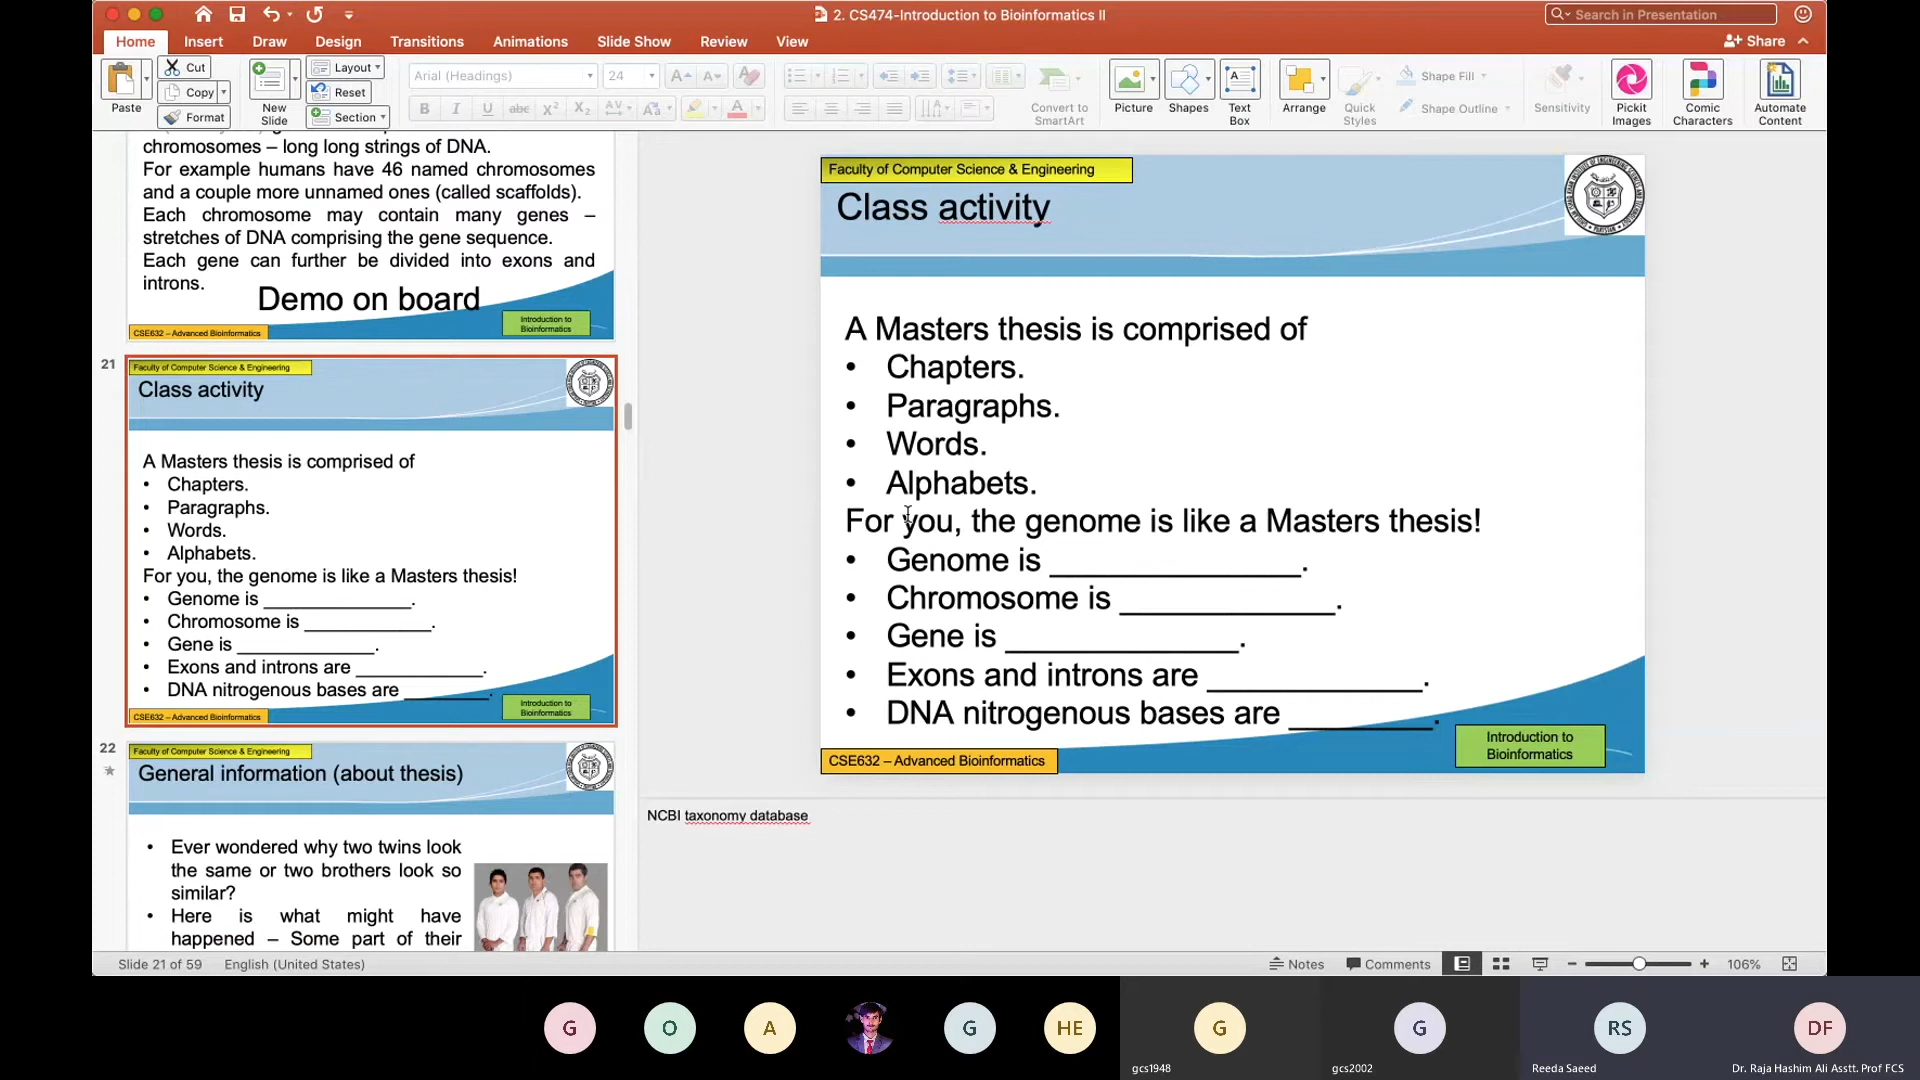 2. CS474-Introduction to Bioinformatics II
Search in Presentation
Home
Insert
Draw
Design
Transitions
Animations
Slide Show
Review
View
Share
Paste
Cut
Copy
Format
New
Slide
Layout
Reset
Section
Arial (Headings)
24
Convert to
SmartArt
Picture
Shapes
Text
Box
Arrange
Quick
Styles
Shape Fill
Shape Outline
Sensitivity
Pickit
Images
Comic
Characters
Automate
Content
chromosomes – long long strings of DNA.
For example humans have 46 named chromosomes
and a couple more unnamed ones (called scaffolds).
Each chromosome may contain many genes –
stretches of DNA comprising the gene sequence.
Each gene can further be divided into exons and
introns.
Demo on board
CSE632 – Advanced Bioinformatics
Introduction to
Bioinformatics
21
Faculty of Computer Science & Engineering
Class activity
A Masters thesis is comprised of
• Chapters.
• Paragraphs.
• Words.
• Alphabets.
For you, the genome is like a Masters thesis!
• Genome is ______________.
• Chromosome is ____________.
• Gene is _____________.
• Exons and introns are ____________.
• DNA nitrogenous bases are ________.
CSE632 – Advanced Bioinformatics
Introduction to
Bioinformatics
22
Faculty of Computer Science & Engineering
General information (about thesis)
• Ever wondered why two twins look
the same or two brothers look so
similar?
• Here is what might have
happened – Some part of their
Faculty of Computer Science & Engineering
Class activity
A Masters thesis is comprised of
• Chapters.
• Paragraphs.
• Words.
• Alphabets.
For you, the genome is like a Masters thesis!
• Genome is ______________.
• Chromosome is ____________.
• Gene is _____________.
• Exons and introns are ____________.
• DNA nitrogenous bases are ________.
CSE632 – Advanced Bioinformatics
Introduction to
Bioinformatics
NCBI taxonomy database
Slide 21 of 59
English (United States)
Notes
Comments
106%
G
O
A
G
HE
G
G
RS
DF
gcs1948
gcs2002
Reeda Saeed
Dr. Raja Hashim Ali Asstt. Prof FCS